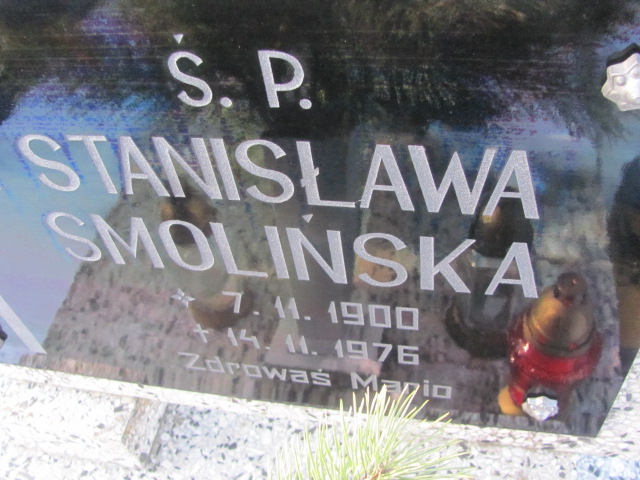 Ś. P.
STANISŁAWA
SMOLIŃSKA
* 7. 11. 1900
+ 14. 11. 1976
Zdrowaś Mario